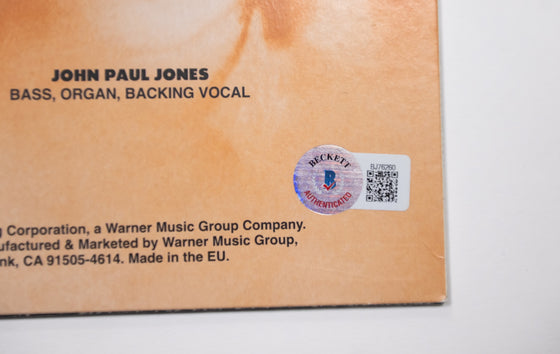 JOHN PAUL JONES
BASS, ORGAN, BACKING VOCAL
BECKETT
B
AUTHENTICATED
BJ76260
g Corporation, a Warner Music Group Company.
ufactured & Marketed by Warner Music Group,
nk, CA 91505-4614. Made in the EU.